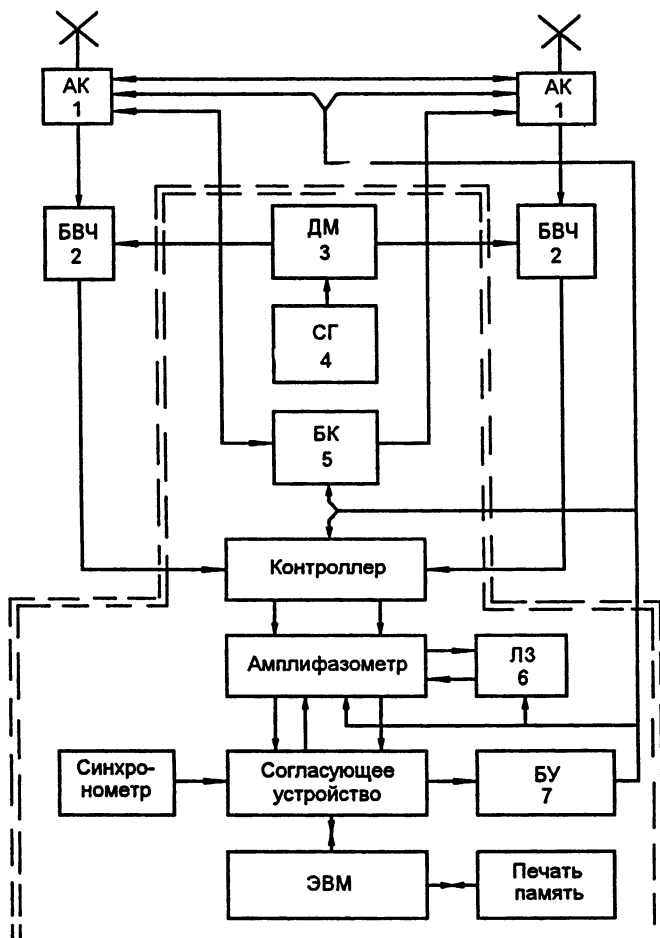 АК
1
АК
1
БВЧ
2
ДМ
3
БВЧ
2
СГ
4
БК
5
Контроллер
Амплифазометр
ЛЗ
6
Синхро-
нометр
Согласующее
устройство
БУ
7
ЭВМ
Печать
память